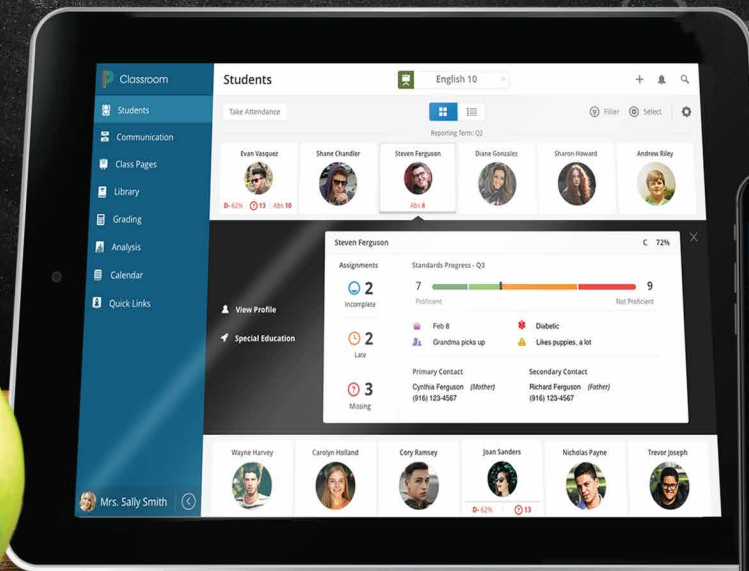 Classroom
Students
Communication
Class Pages
Library
Grading
Analysis
Calendar
Quick Links
Mrs. Sally Smith
Students
English 10
Take Attendance
Filter
Select
Reporting Term: Q2
Evan Vasquez
Shane Chandler
Steven Ferguson
Diane Gonzalez
Sharon Howard
Andrew Riley
D- 62% 13 Abs 10
Abs 8
View Profile
Special Education
Steven Ferguson C 72%
Assignments
2
Incomplete
2
Late
3
Missing
Standards Progress - Q3
7 9
Proficient Not Proficient
Feb 8 Diabetic
Grandma picks up Likes puppies, a lot
Primary Contact
Cynthia Ferguson (Mother)
(916) 123-4567
Secondary Contact
Richard Ferguson (Father)
(916) 123-4567
Wayne Harvey
Carolyn Holland
Cory Ramsey
Joan Sanders
Nicholas Payne
Trevor Joseph
D- 62% 13